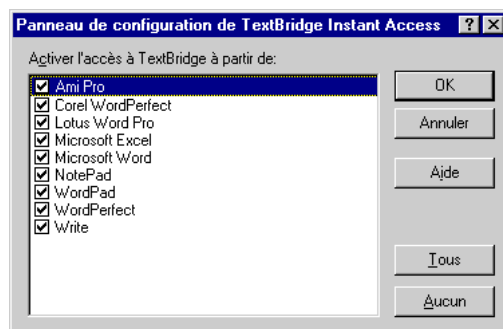 Panneau de configuration de TextBridge Instant Access
Activer l'accès à TextBridge à partir de:
Ami Pro
Corel WordPerfect
Lotus Word Pro
Microsoft Excel
Microsoft Word
NotePad
WordPad
WordPerfect
Write
OK
Annuler
Aide
Tous
Aucun